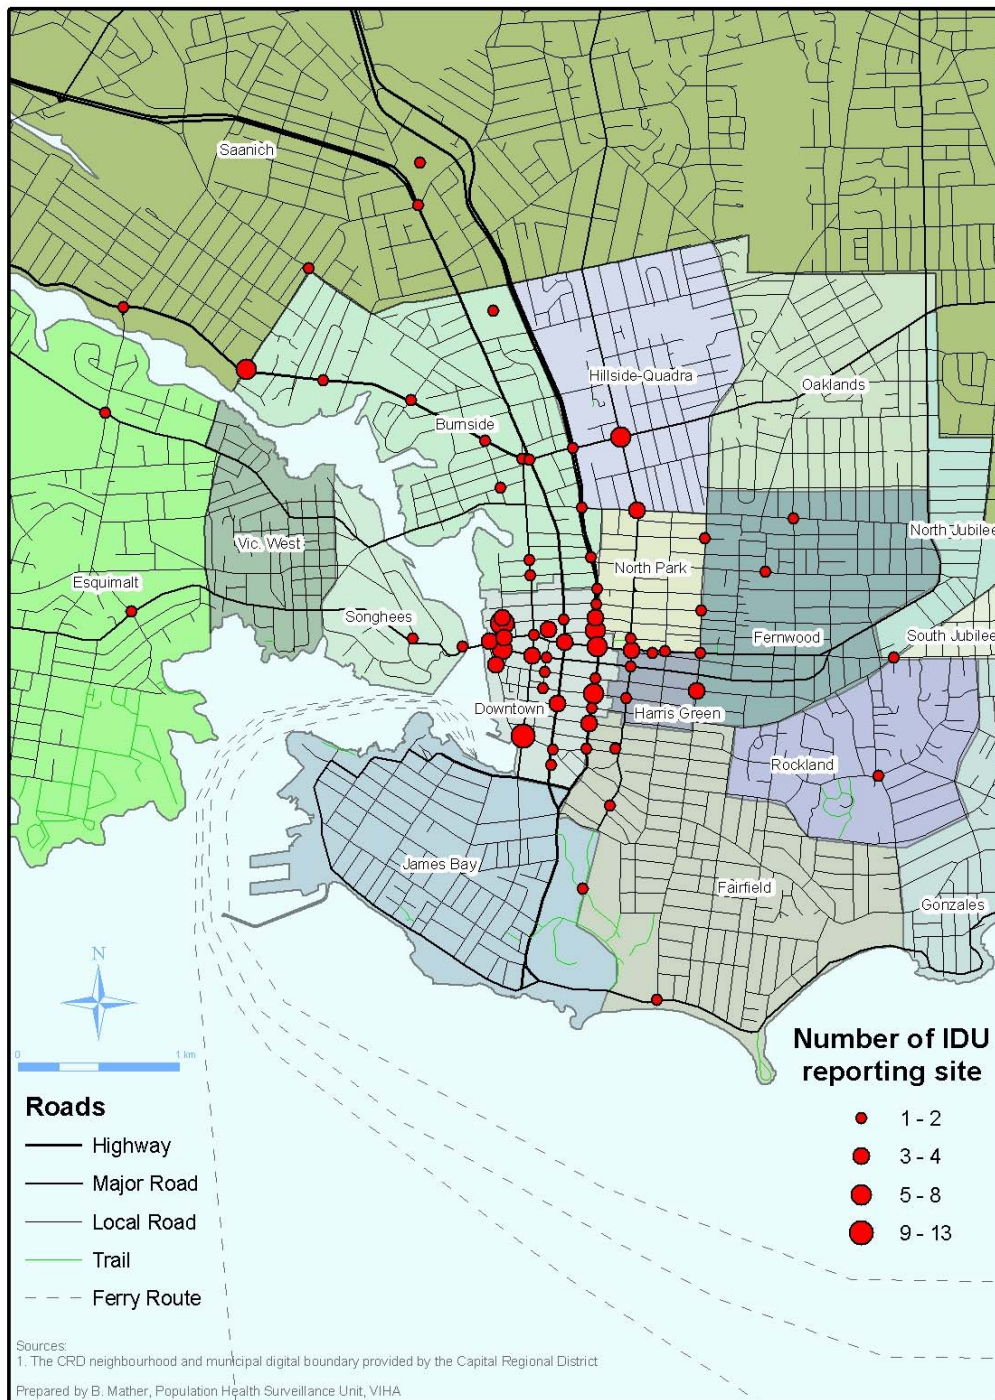 Saanich
Hillside-Quadra
Oaklands
Burnside
North Jubilee
Vic. West
North Park
Esquimalt
Songhees
Fernwood
South Jubilee
Downtown
Harris Green
Rockland
James Bay
Fairfield
Gonzales
N
0 1 km
Number of IDU
reporting site
1 - 2
3 - 4
5 - 8
9 - 13
Roads
Highway
Major Road
Local Road
Trail
Ferry Route
Sources:
1. The CRD neighbourhood and municipal digital boundary provided by the Capital Regional District
Prepared by B. Mather, Population Health Surveillance Unit, VIHA